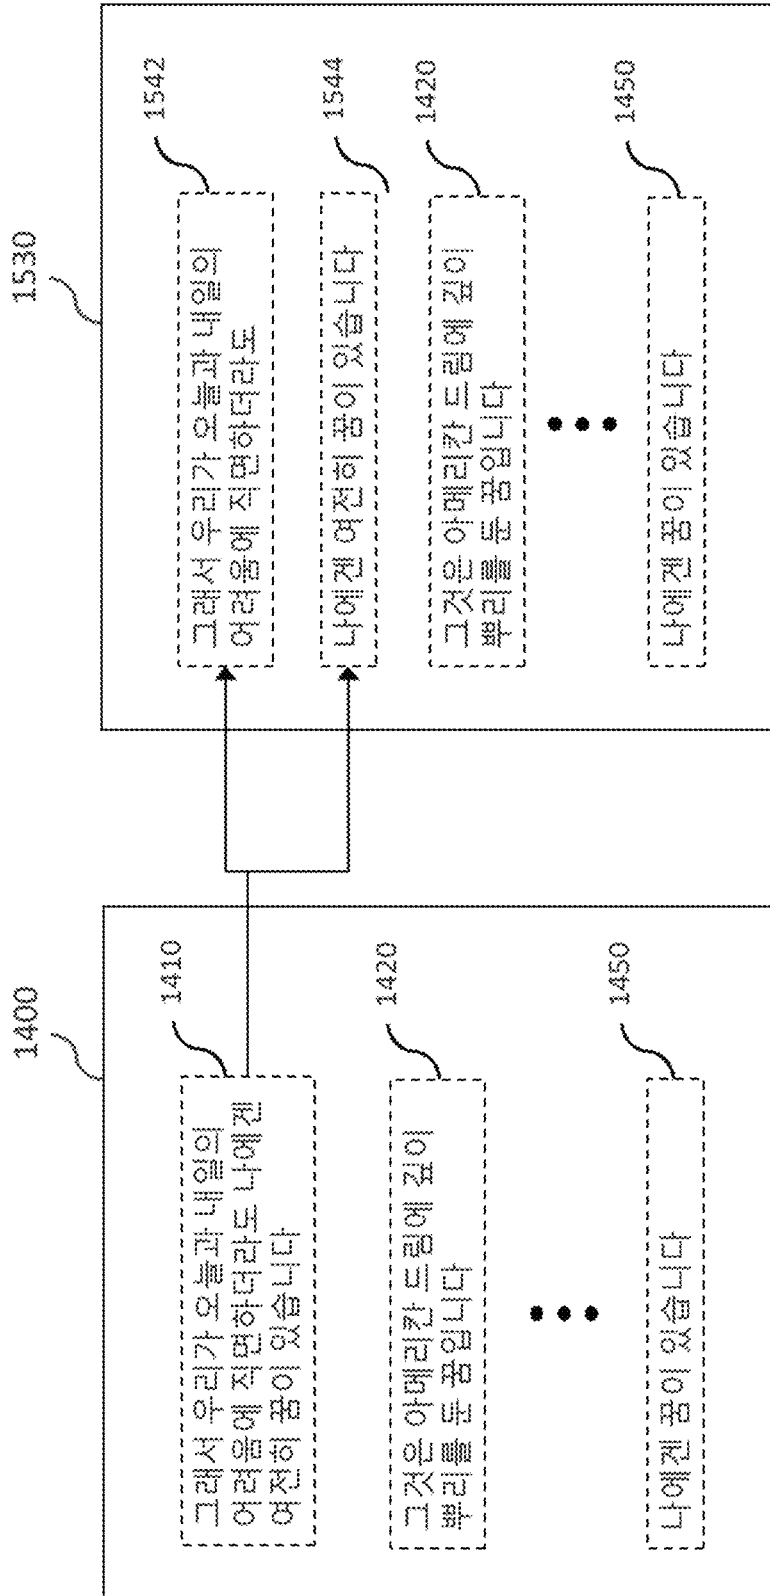 1400
1410
그래서 우리가 오늘과 내일의
어려움에 직면하더라도 나에겐
여전히 꿈이 있습니다
1420
그것은 아메리칸 드림에 깊이
뿌리를 둔 꿈입니다
1450
나에겐 꿈이 있습니다
1530
1542
그래서 우리가 오늘과 내일의
어려움에 직면하더라도
1544
나에겐 여전히 꿈이 있습니다
1420
그것은 아메리칸 드림에 깊이
뿌리를 둔 꿈입니다
1450
나에겐 꿈이 있습니다